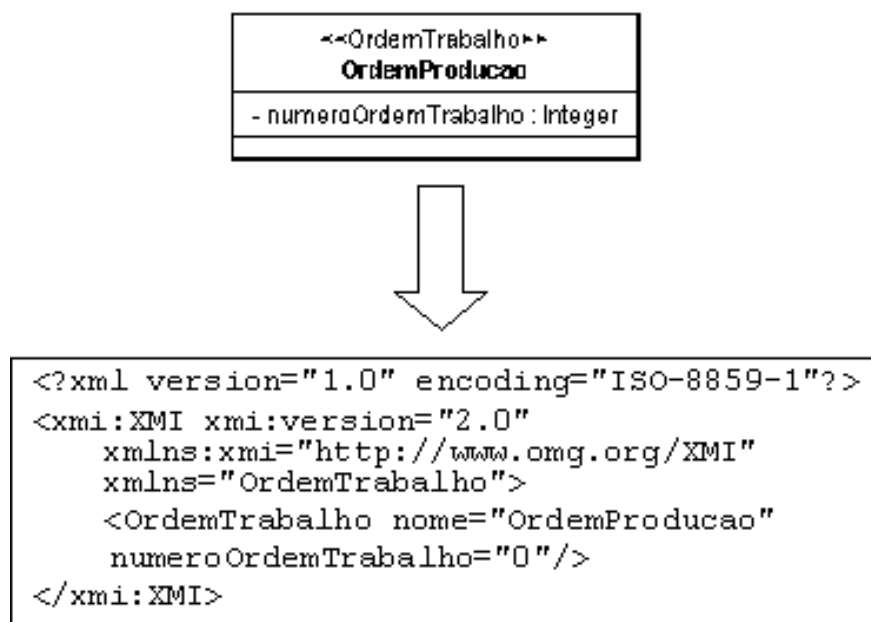 <<OrdemTrabalho>>
OrdemProducao
- numeroOrdemTrabalho : Integer
<?xml version="1.0" encoding="ISO-8859-1"?>
<xmi:XMI xmi:version="2.0"
xmlns:xmi="http://www.omg.org/XMI"
xmlns="OrdemTrabalho">
<OrdemTrabalho nome="OrdemProducao"
numeroOrdemTrabalho="0"/>
</xmi:XMI>